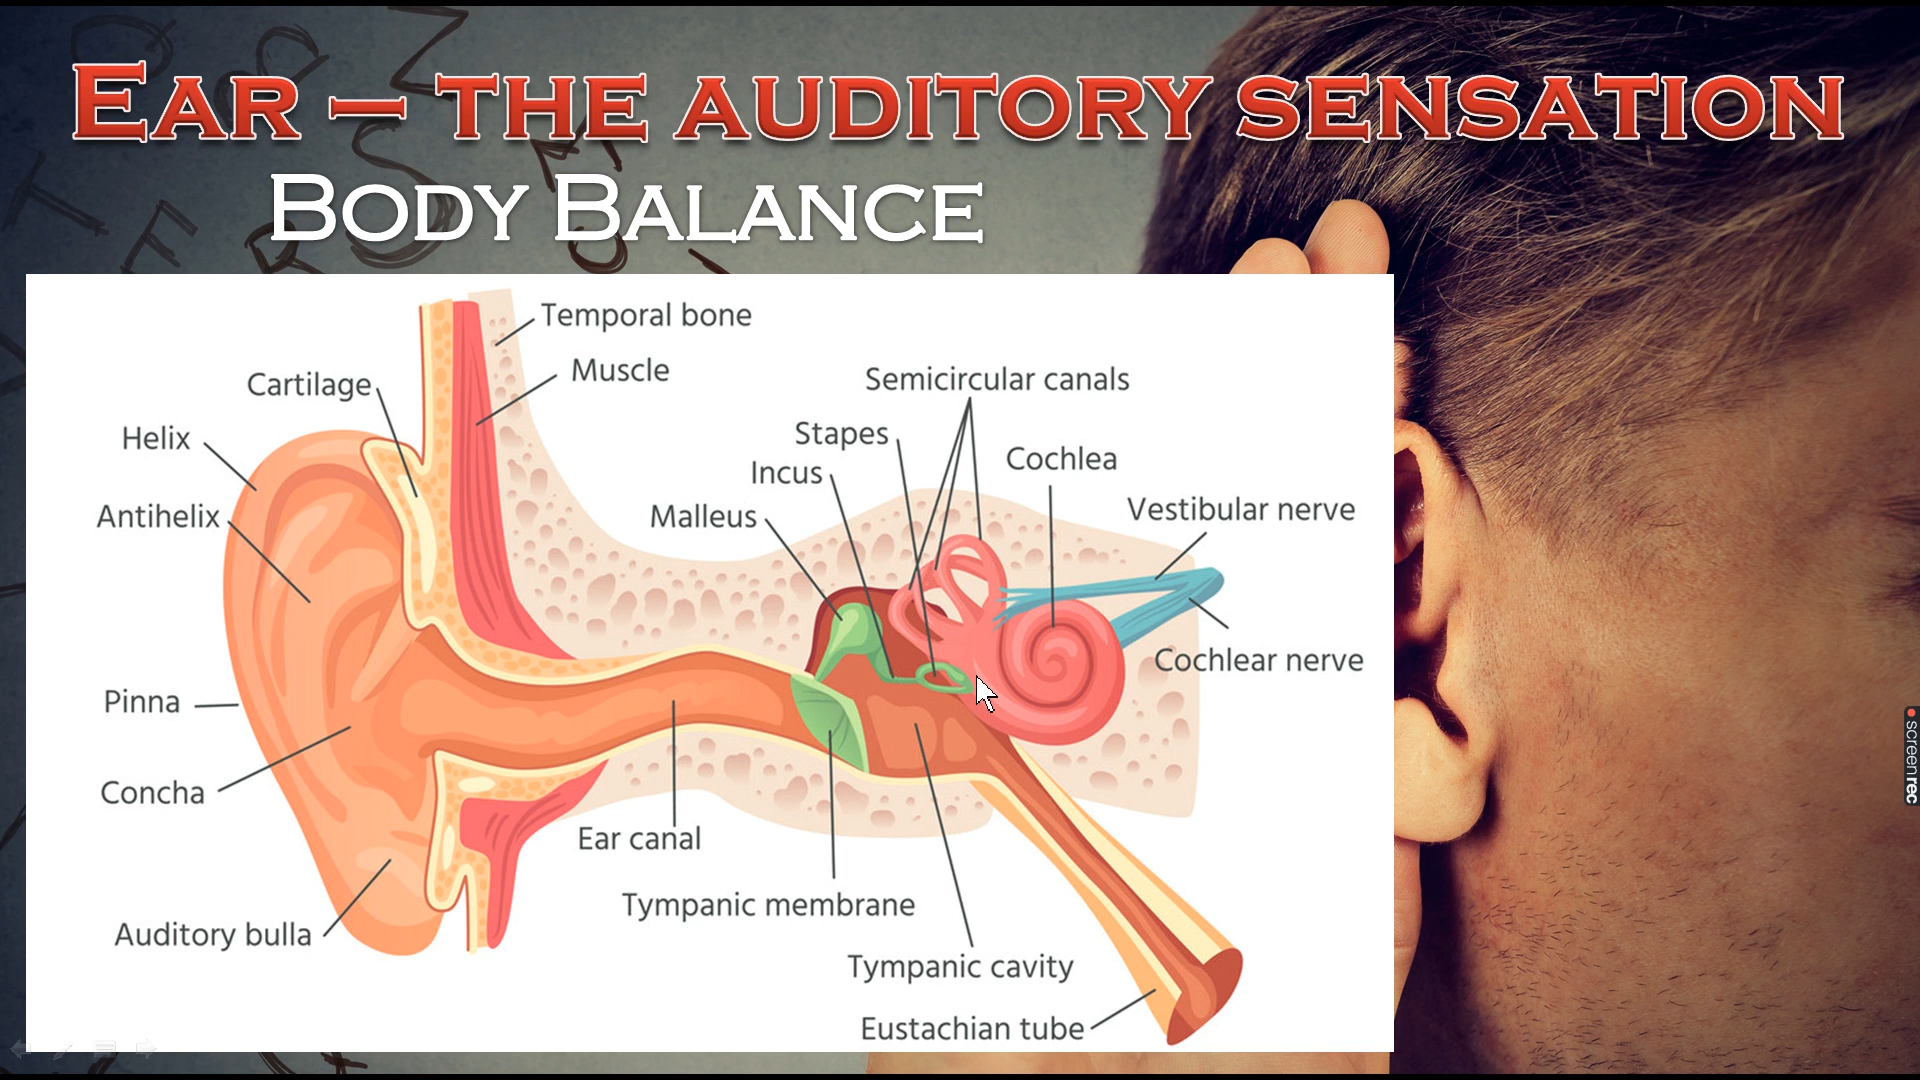 EAR – THE AUDITORY SENSATION
BODY BALANCE
Temporal bone
Muscle
Cartilage
Semicircular canals
Helix
Stapes
Cochlea
Incus
Antihelix
Malleus
Vestibular nerve
Cochlear nerve
Pinna
Concha
Ear canal
Tympanic membrane
Auditory bulla
Tympanic cavity
Eustachian tube
screenrec